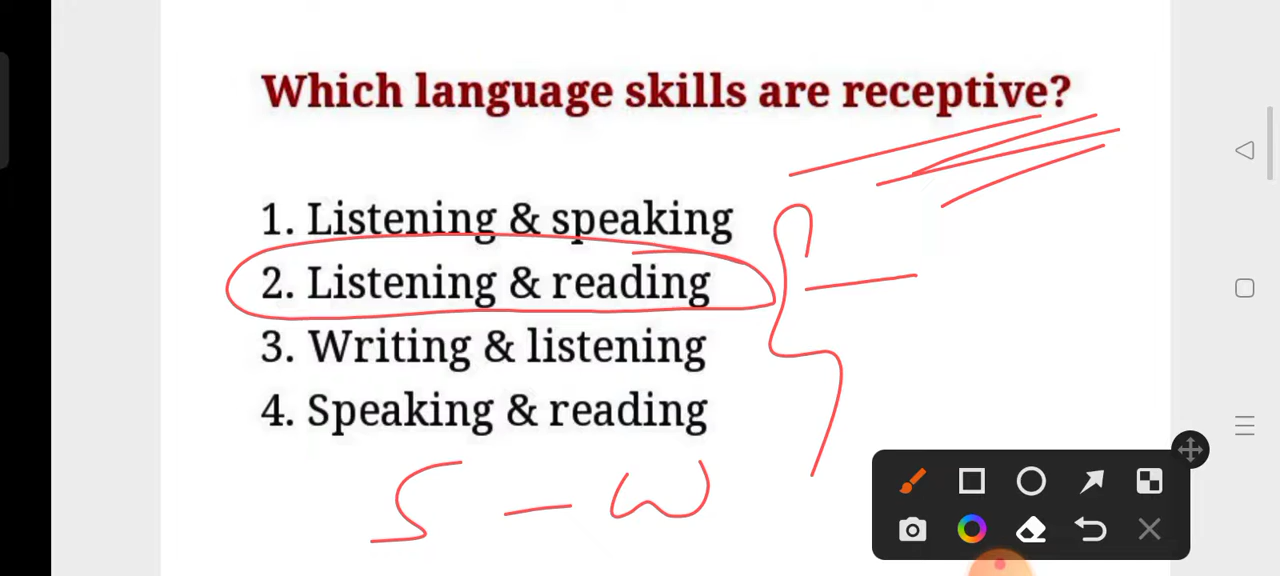 Which language skills are receptive?
1. Listening & speaking
2. Listening & reading
3. Writing & listening
4. Speaking & reading
S - W